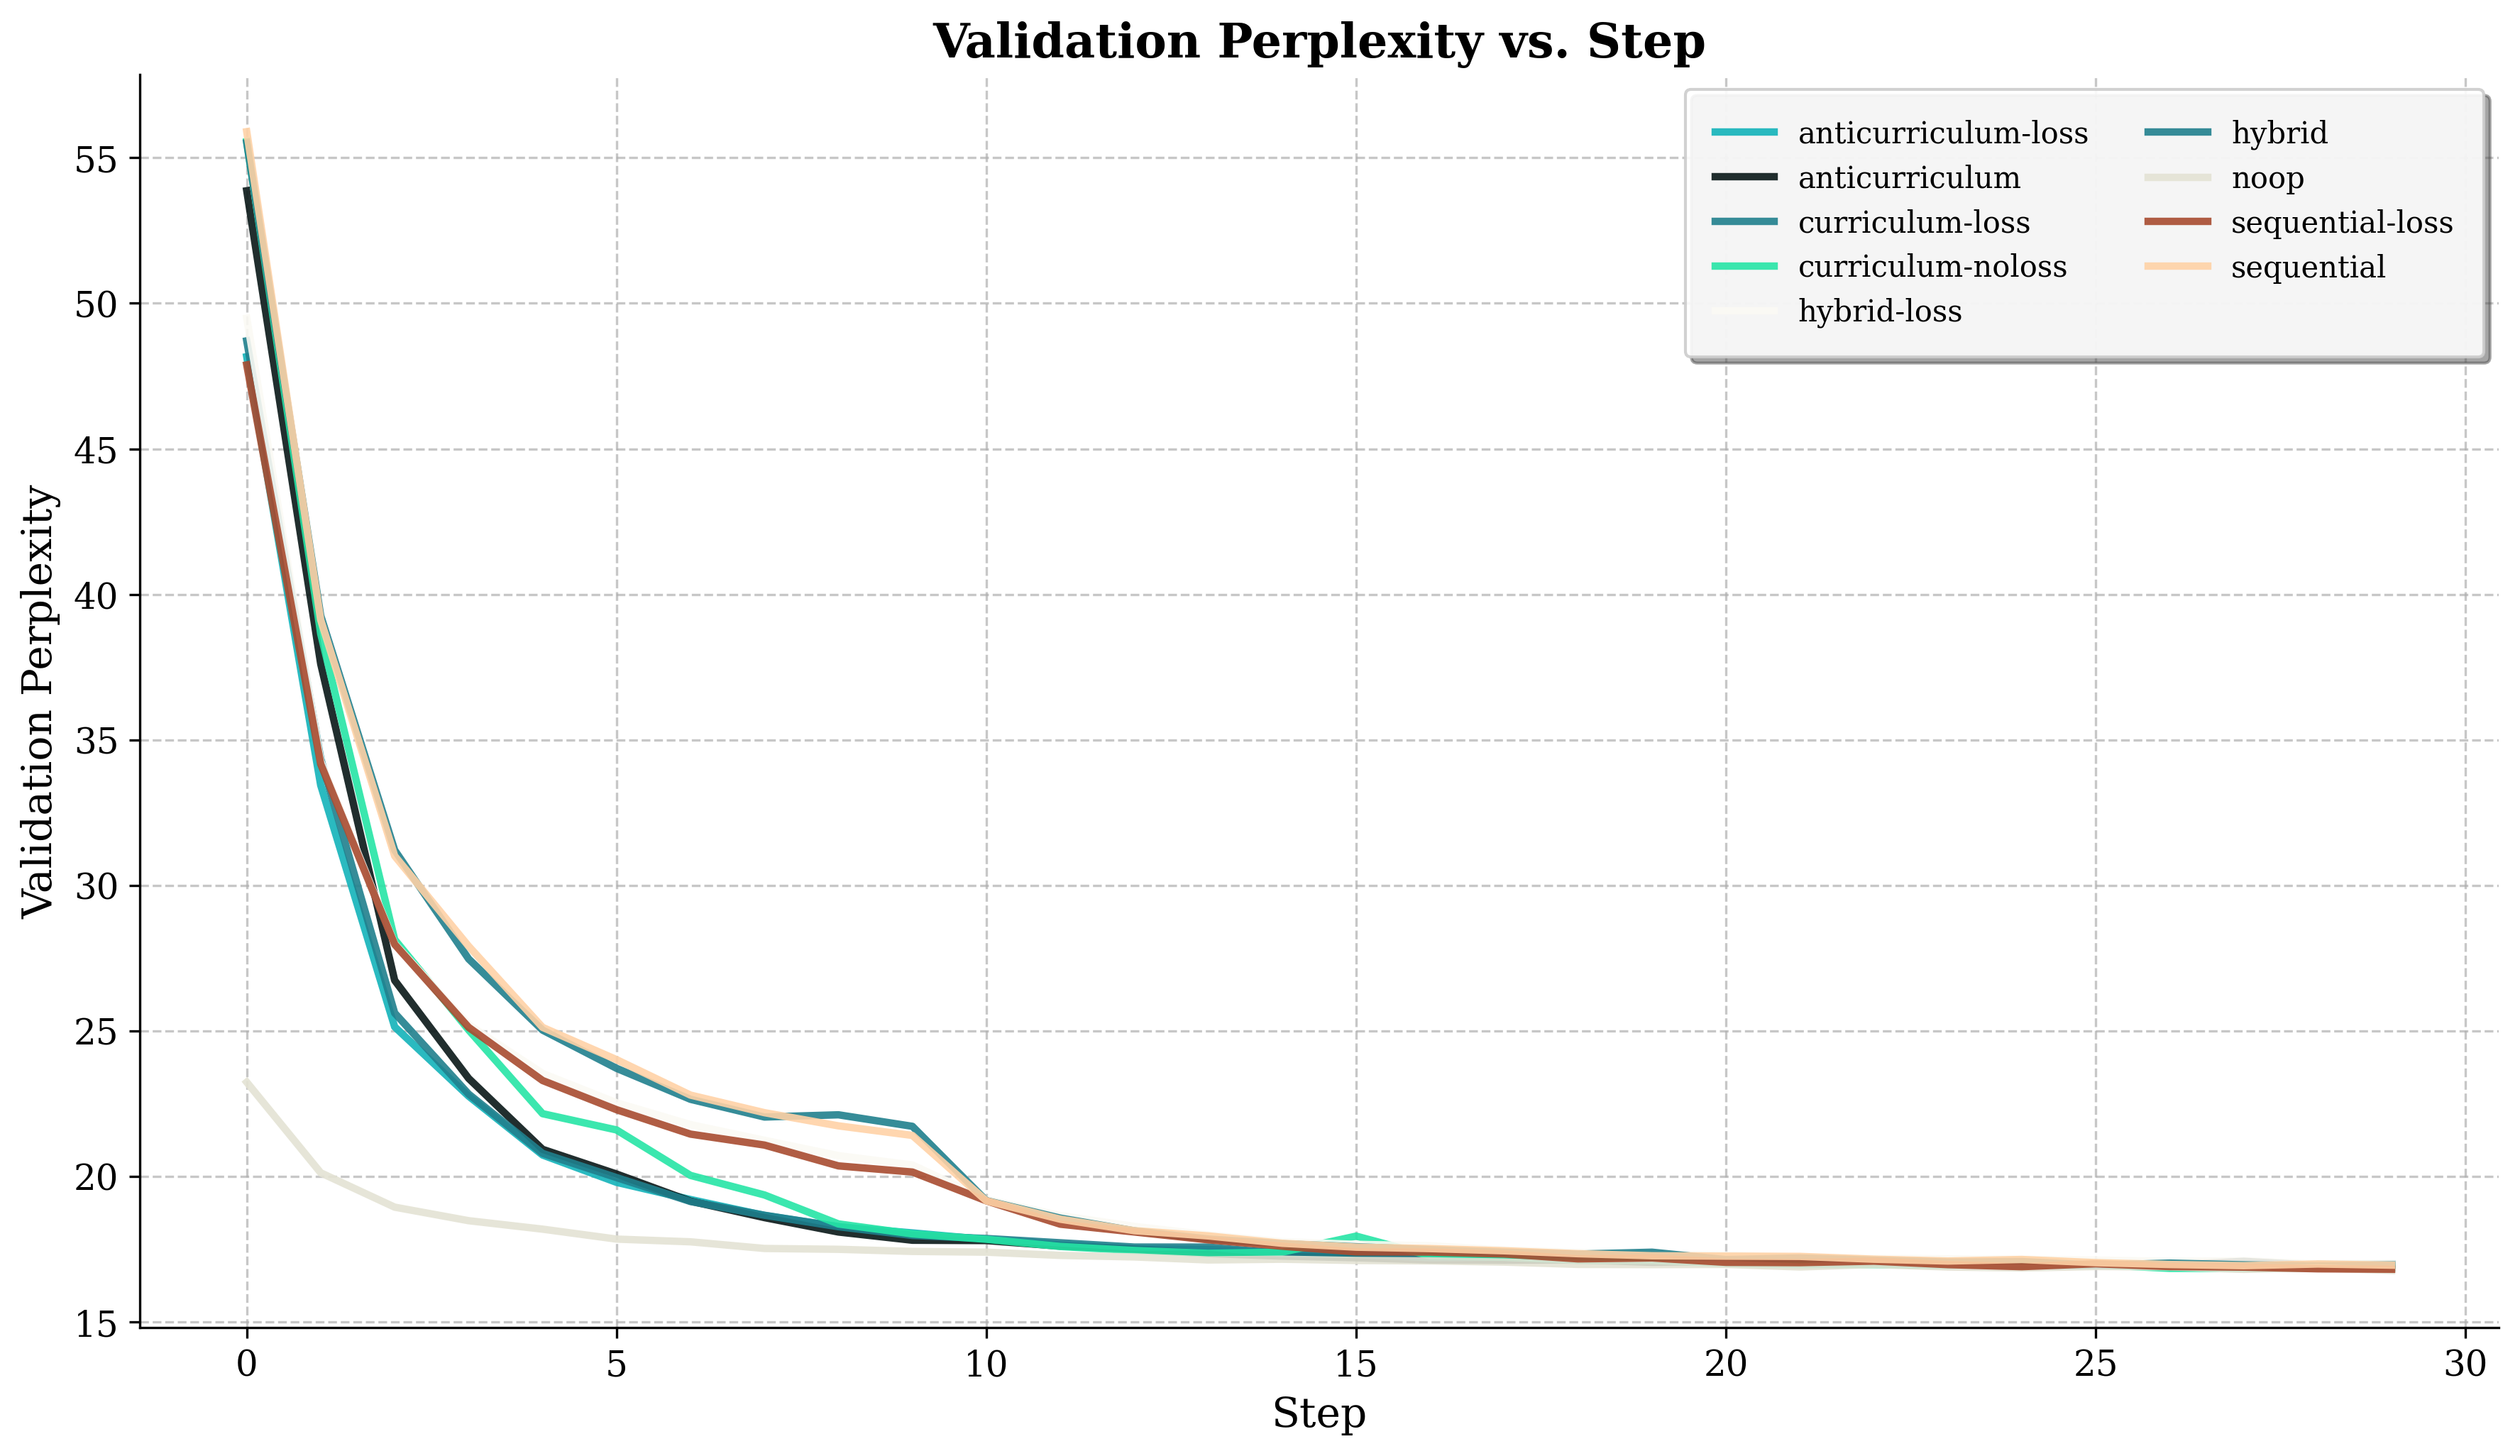 Validation Perplexity vs. Step
anticurriculum-loss
anticurriculum
curriculum-loss
curriculum-noloss
hybrid-loss
hybrid
noop
sequential-loss
sequential
Validation Perplexity
55
50
45
40
35
30
25
20
15
0 5 10 15 20 25 30
Step